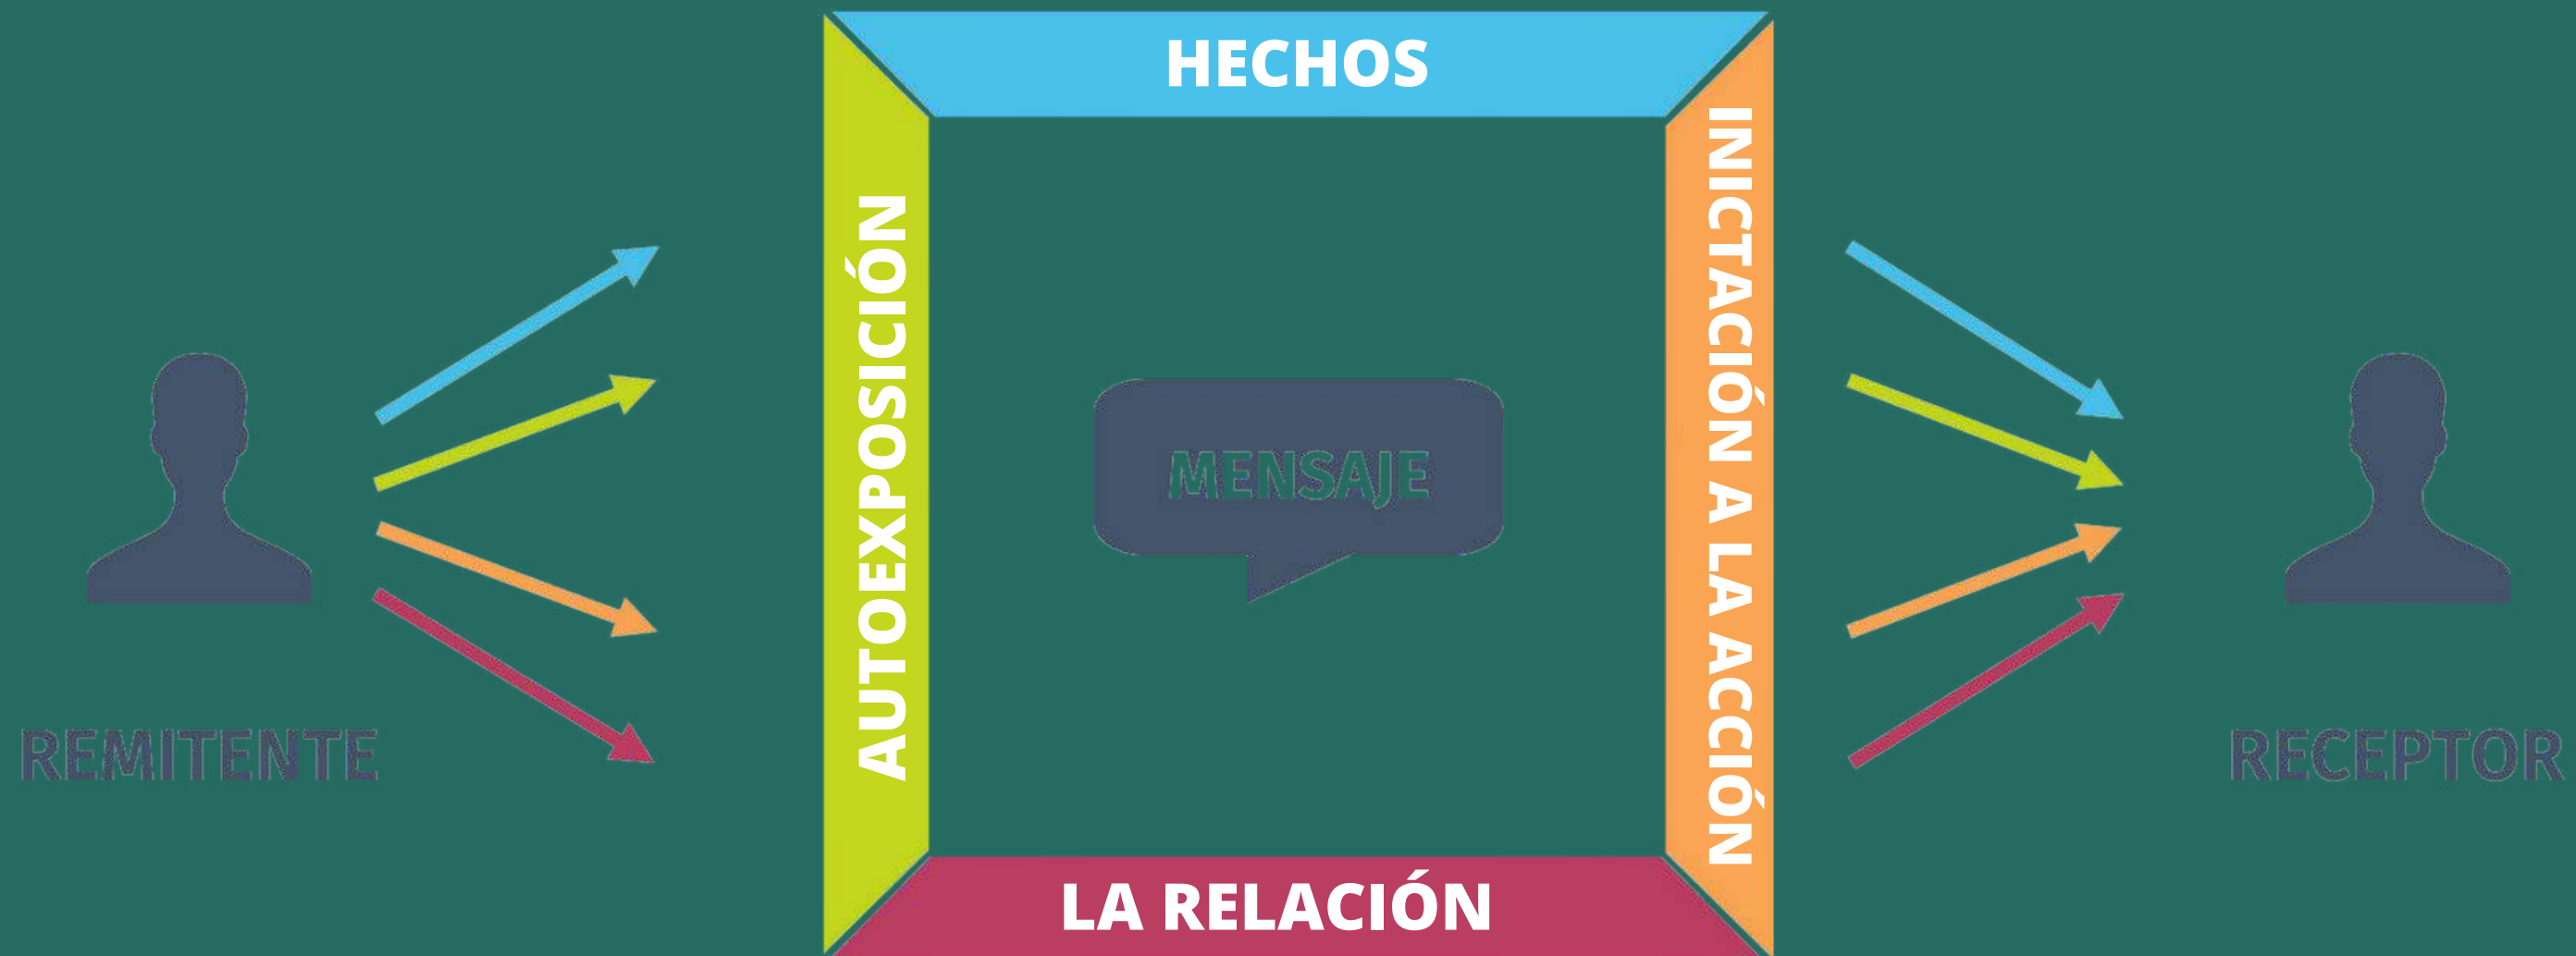 HECHOS
AUTOEXPOSICIÓN
INICTACIÓN A LA ACCIÓN
MENSAJE
REMITENTE
RECEPTOR
LA RELACIÓN